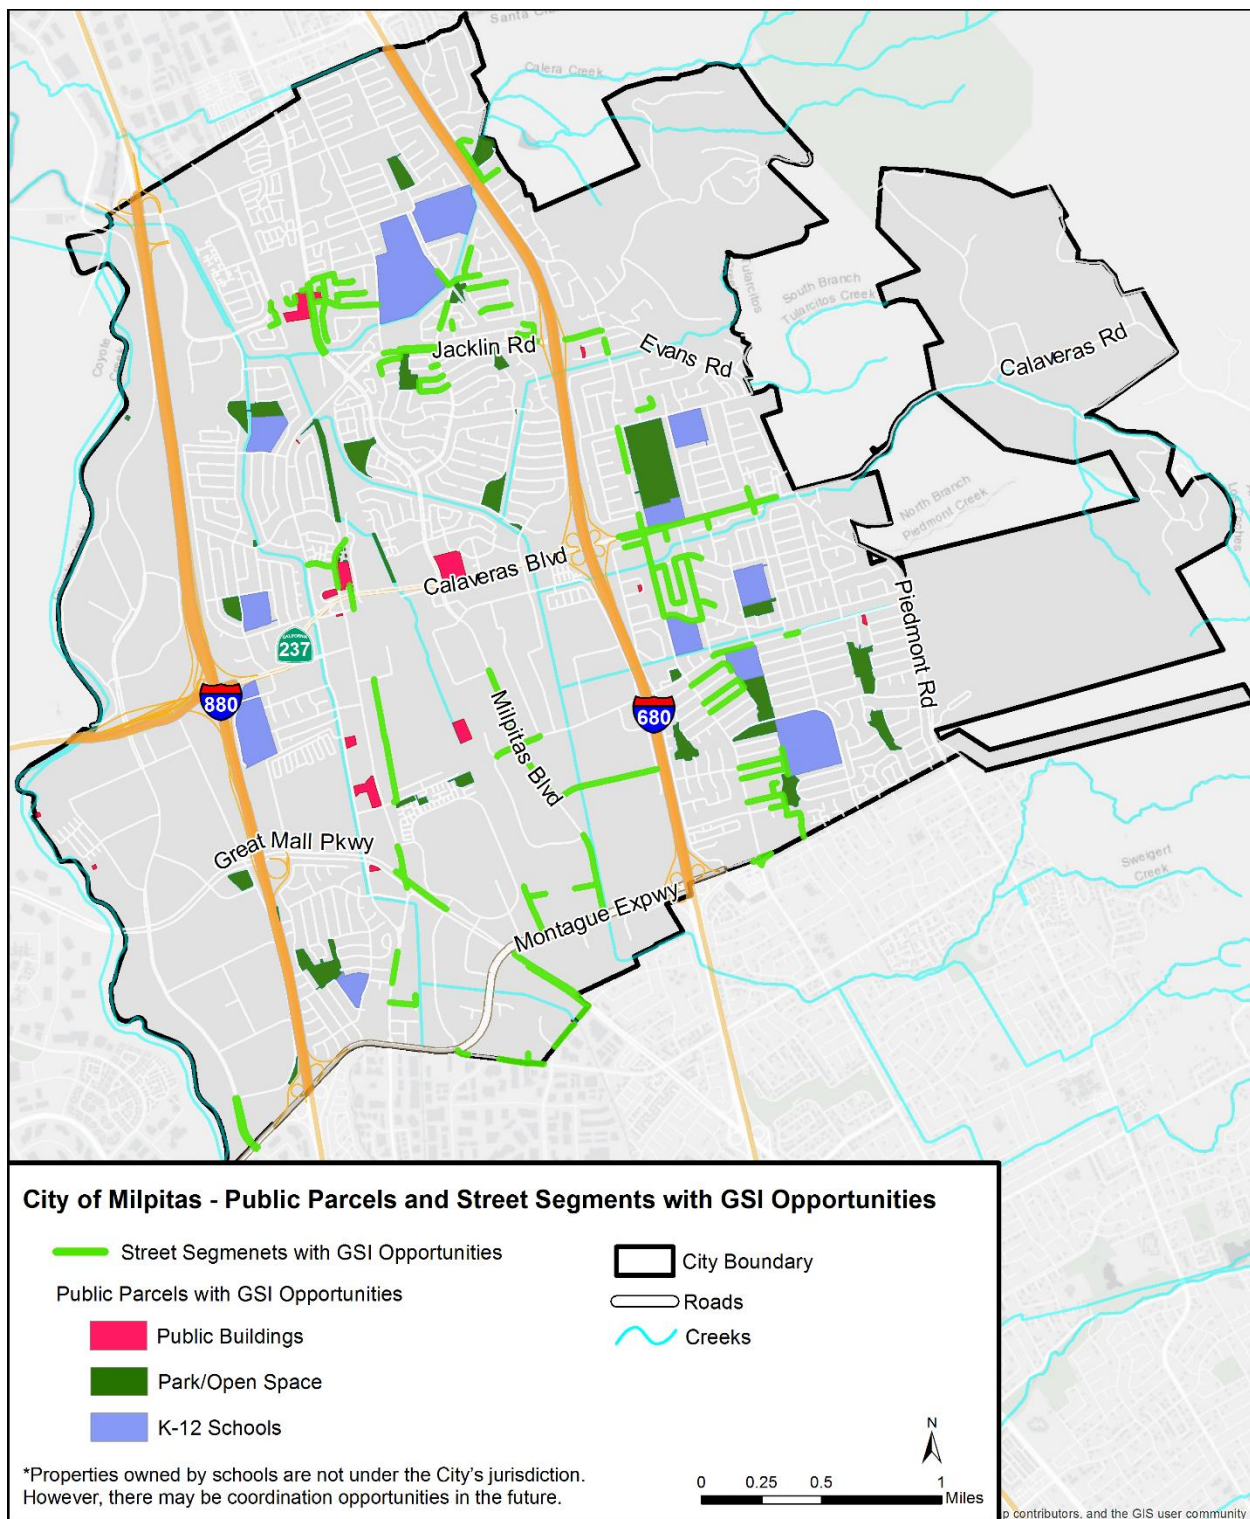 Santa Cla
Calera Creek
Tularcitos
South Branch
Tularcitos Creek
Coyote
Creek
Jacklin Rd
Evans Rd
Calaveras Rd
North Branch
Piedmont Creek
Calaveras Blvd
Piedmont Rd
CALIFORNIA
237
880
Milpitas Blvd
680
Great Mall Pkwy
Sweigert
Creek
Montague Expwy
City of Milpitas - Public Parcels and Street Segments with GSI Opportunities
Street Segmenets with GSI Opportunities
City Boundary
Public Parcels with GSI Opportunities
Roads
Public Buildings
Creeks
Park/Open Space
K-12 Schools
*Properties owned by schools are not under the City's jurisdiction.
However, there may be coordination opportunities in the future.
N
0 0.25 0.5 1
Miles
p contributors, and the GIS user community